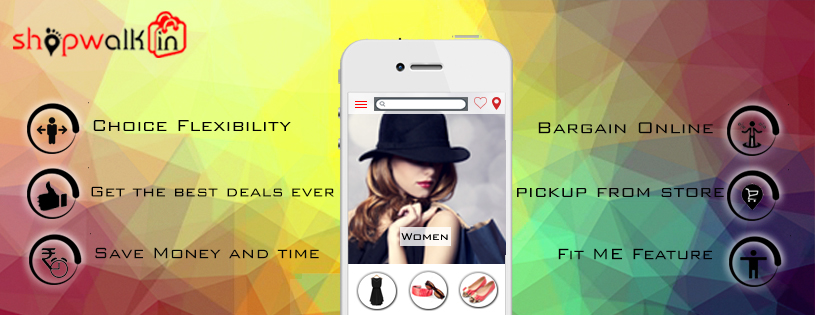 shopwalkin
Choice Flexibility
Get the best deals ever
Save Money and time
Women
Bargain Online
pickup from store
Fit ME Feature